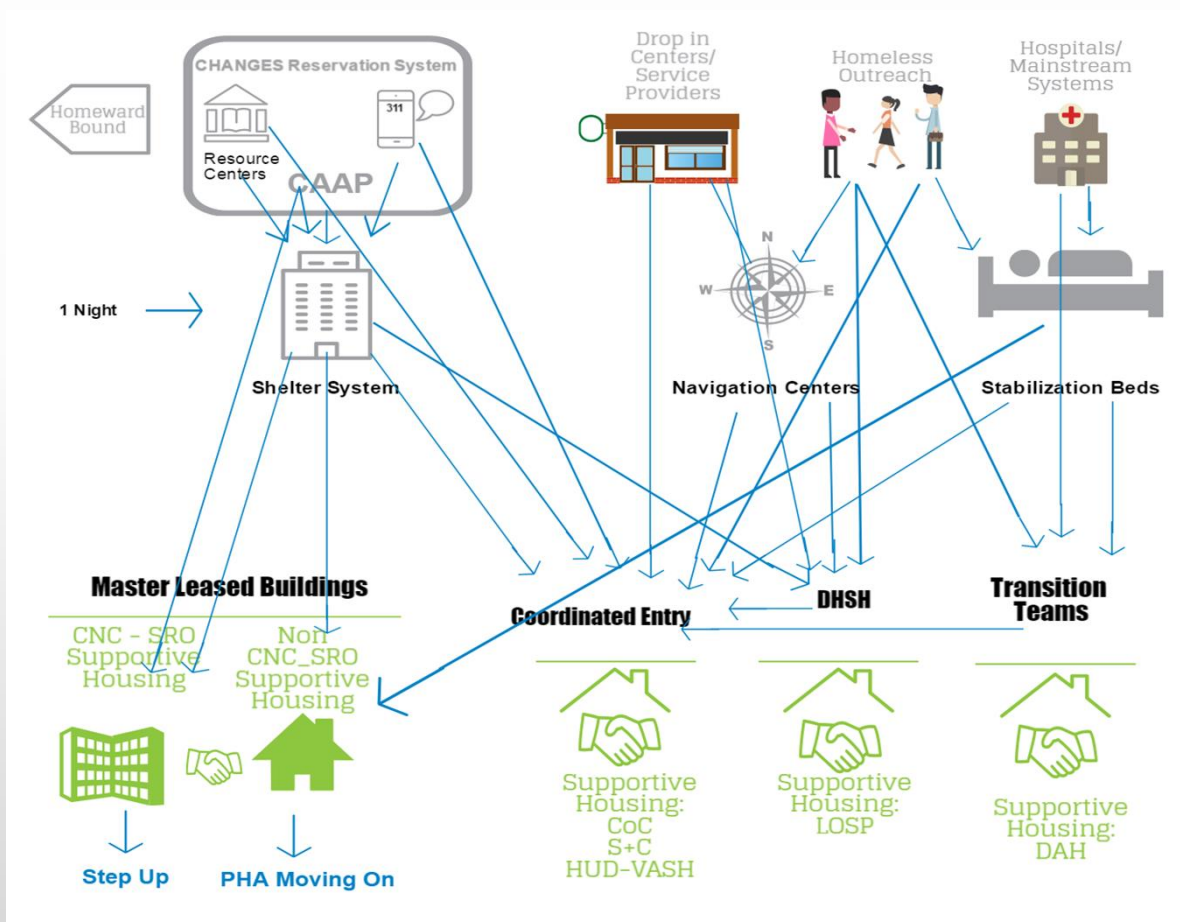 Drop in
Centers/
Service
Providers
Homeless
Outreach
Hospitals/
Mainstream
Systems
CHANGES Reservation System
Homeward
Bound
311
Resource
Centers
CAAP
N
W
E
S
1 Night
Shelter System
Navigation Centers
Stabilization Beds
Master Leased Buildings
Coordinated Entry
DHSH
Transition
Teams
CNC - SRO
Supportive
Housing
Non
CNC_SRO
Supportive
Housing
Supportive
Housing:
CoC
S+C
HUD-VASH
Supportive
Housing:
LOSP
Supportive
Housing:
DAH
Step Up
PHA Moving On